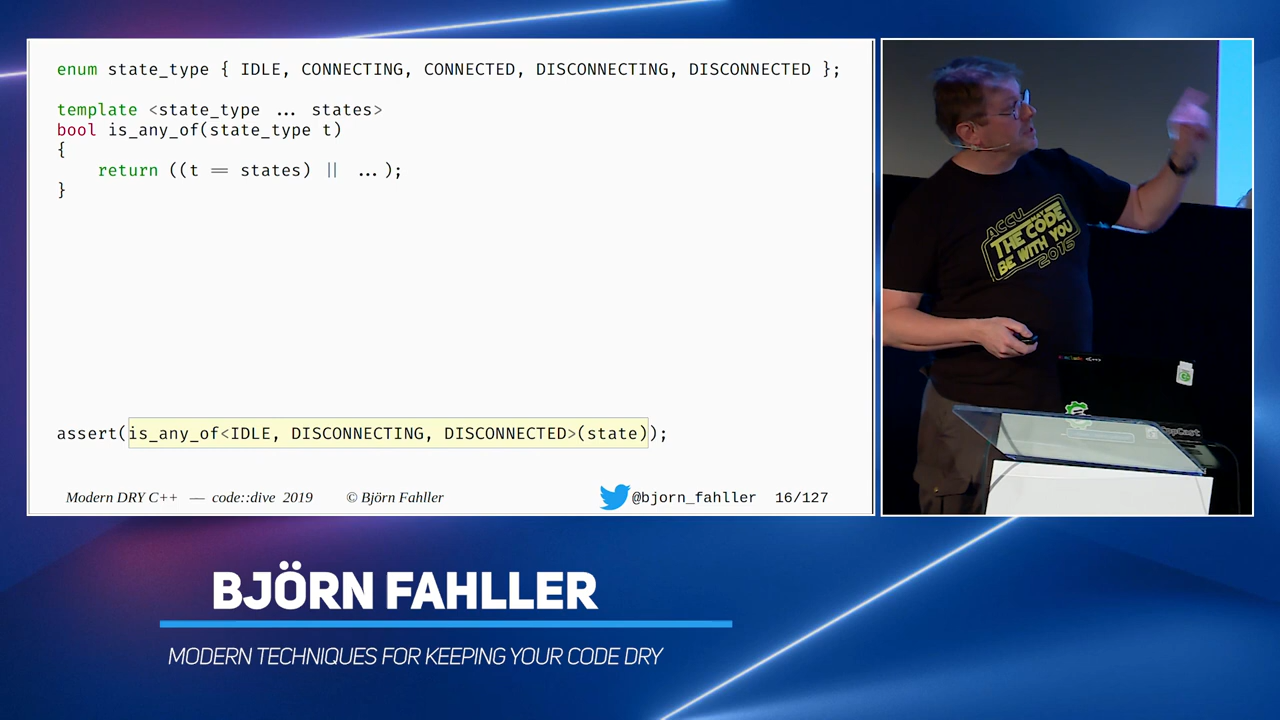 enum state_type { IDLE, CONNECTING, CONNECTED, DISCONNECTING, DISCONNECTED };
template <state_type ... states>
bool is_any_of(state_type t)
{
return ((t == states) || ...);
}
assert(is_any_of<IDLE, DISCONNECTING, DISCONNECTED>(state));
Modern DRY C++ — code::dive 2019 © Björn Fahller @bjorn_fahller 16/127
ACCU
MAY
THE CODE
BE WITH YOU
2016
BJÖRN FAHLLER
MODERN TECHNIQUES FOR KEEPING YOUR CODE DRY